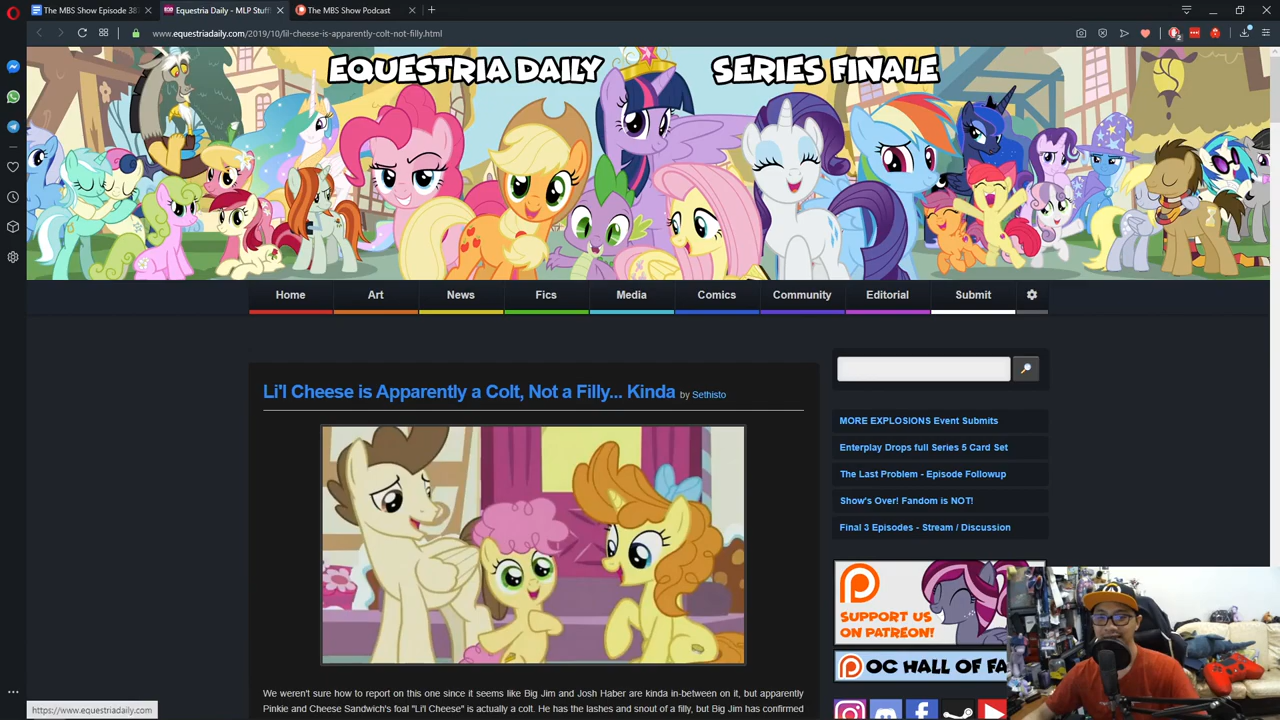 The MBS Show Episode 38
Equestria Daily - MLP Stuf
The MBS Show Podcast
www.equestriadaily.com/2019/10/lil-cheese-is-apparently-colt-not-filly.html
EQUESTRIA DAILY SERIES FINALE
Home Art News Fics Media Comics Community Editorial Submit
Li'l Cheese is Apparently a Colt, Not a Filly... Kinda by Sethisto
We weren't sure how to report on this one since it seems like Big Jim and Josh Haber are kinda in-between on it, but apparently
Pinkie and Cheese Sandwich's foal "Li'l Cheese" is actually a colt. He has the lashes and snout of a filly, but Big Jim has confirmed
MORE EXPLOSIONS Event Submits
Enterplay Drops full Series 5 Card Set
The Last Problem - Episode Followup
Show's Over! Fandom is NOT!
Final 3 Episodes - Stream / Discussion
SUPPORT US
ON PATREON!
OC HALL OF FA
https://www.equestriadaily.com